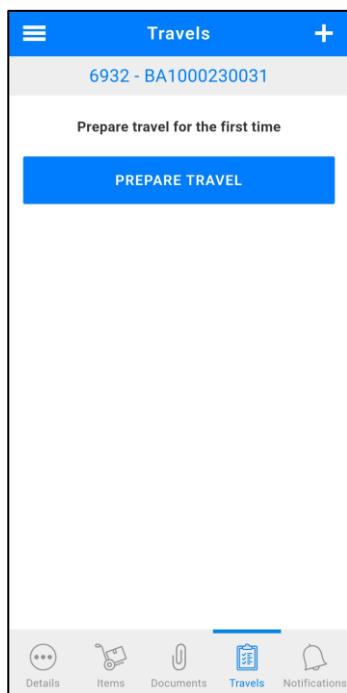 Travels
6932 - BA1000230031
Prepare travel for the first time
PREPARE TRAVEL
Details Items Documents Travels Notifications